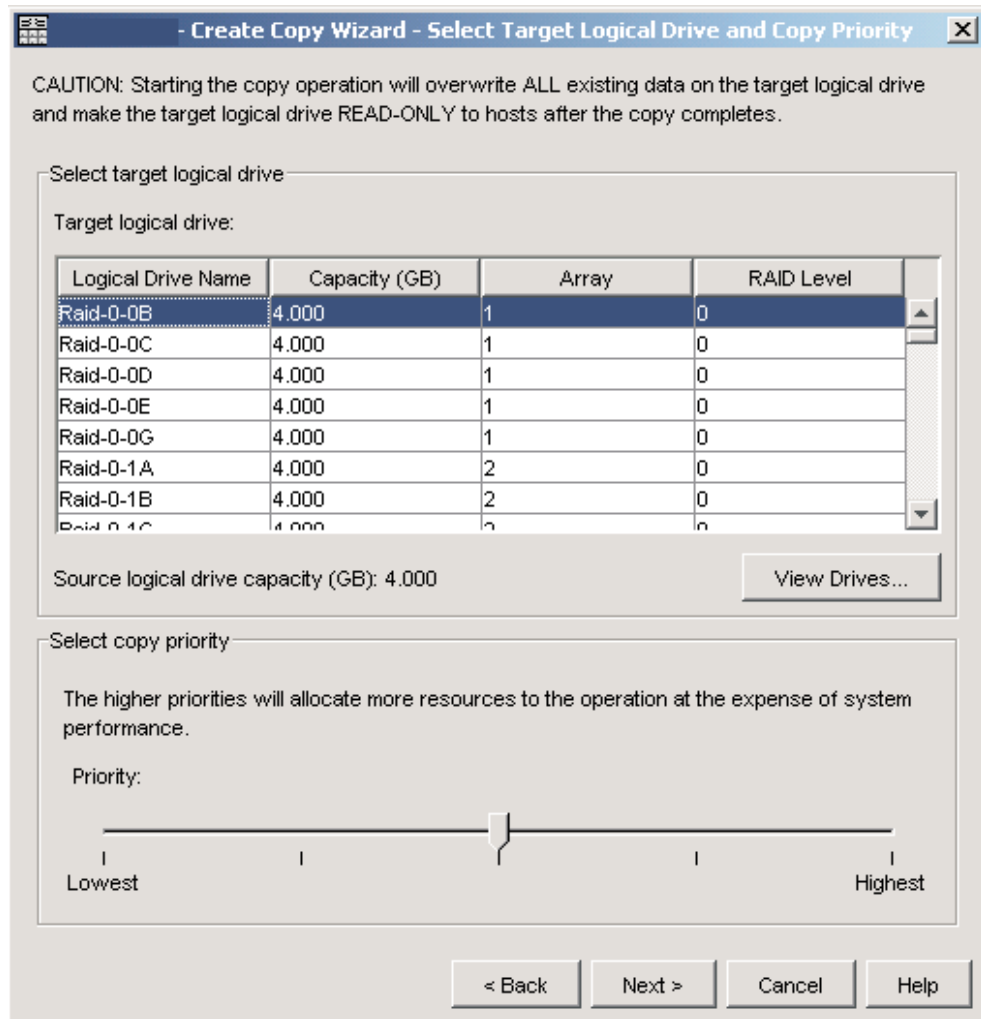 - Create Copy Wizard - Select Target Logical Drive and Copy Priority
CAUTION: Starting the copy operation will overwrite ALL existing data on the target logical drive
and make the target logical drive READ-ONLY to hosts after the copy completes.
Select target logical drive
Target logical drive:
Logical Drive Name Capacity (GB) Array RAID Level
Raid-0-0B 4.000 1 0
Raid-0-0C 4.000 1 0
Raid-0-0D 4.000 1 0
Raid-0-0E 4.000 1 0
Raid-0-0G 4.000 1 0
Raid-0-1A 4.000 2 0
Raid-0-1B 4.000 2 0
Raid-0-1C 4.000 2 0
Source logical drive capacity (GB): 4.000
View Drives...
Select copy priority
The higher priorities will allocate more resources to the operation at the expense of system
performance.
Priority:
Lowest Highest
< Back Next > Cancel Help